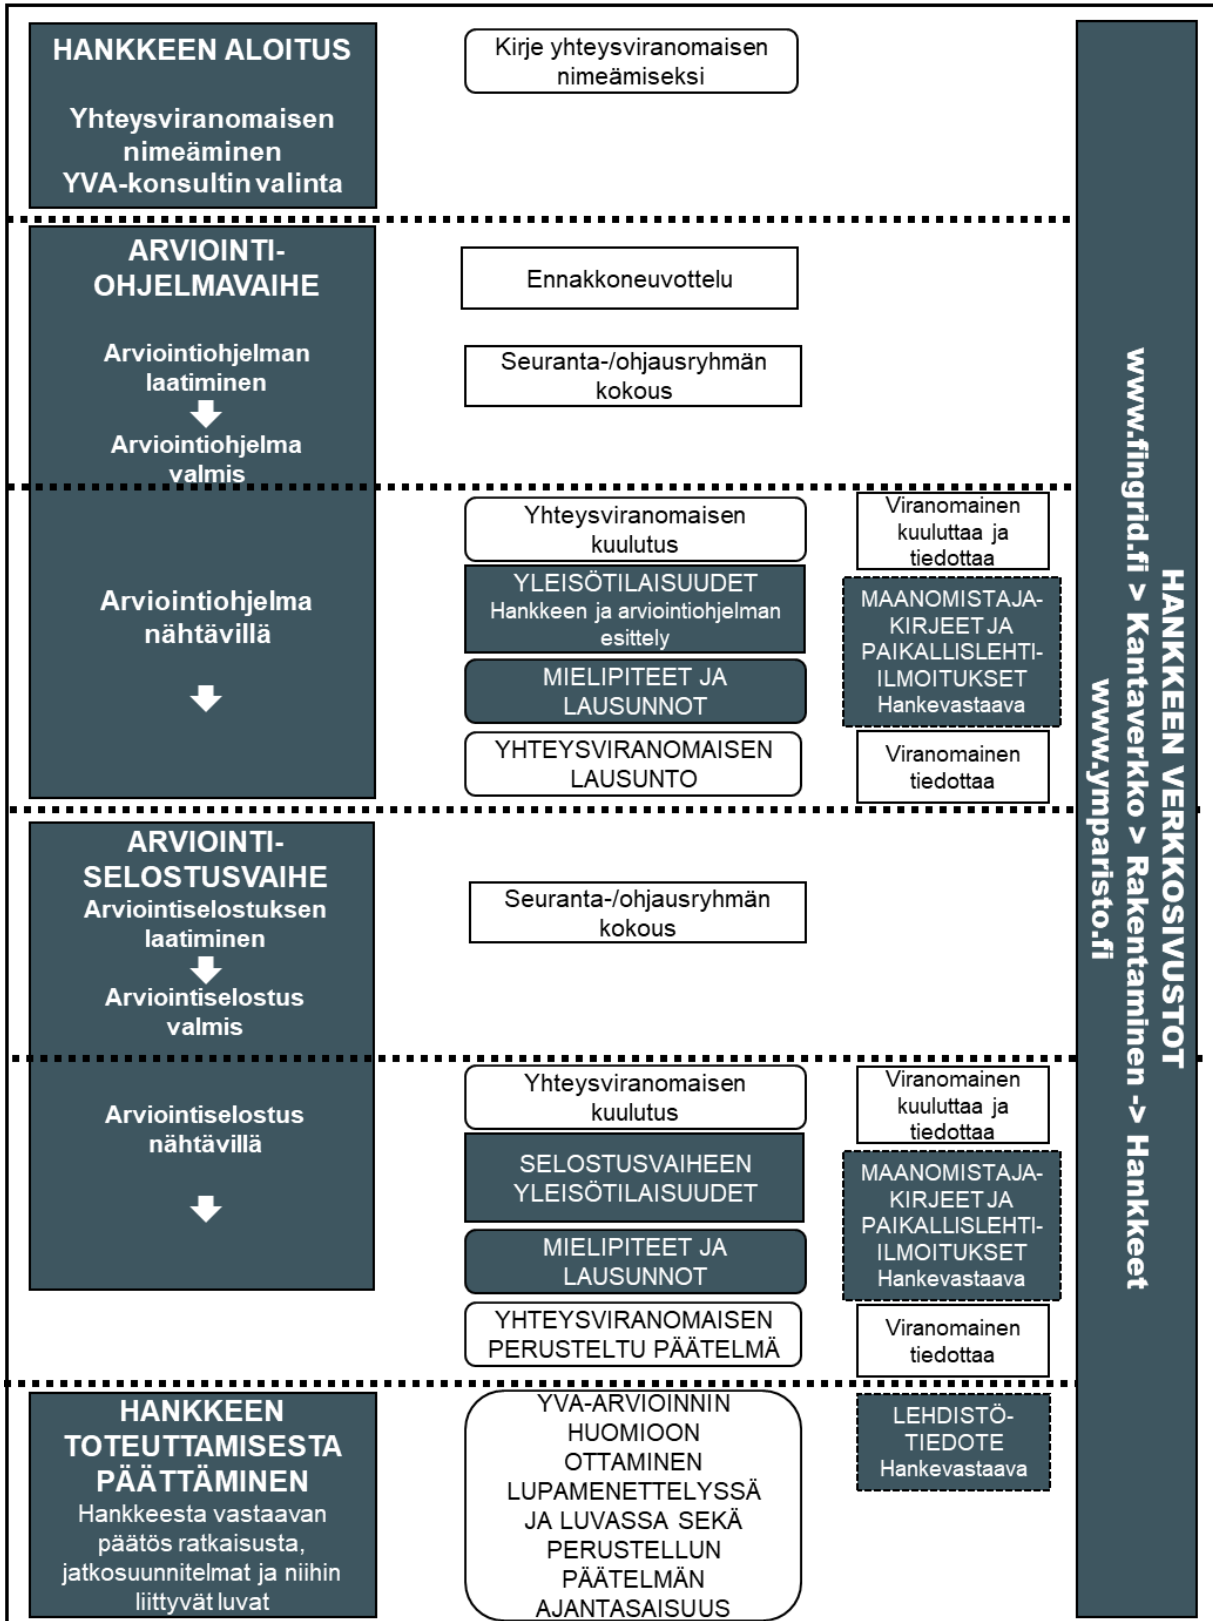 HANKKEEN ALOITUS
Yhteysviranomaisen
nimeäminen
YVA-konsultin valinta
Kirje yhteysviranomaisen
nimeämiseksi
ARVIOINTI-
OHJELMAVAIHE
Arviointiohjelman
laatiminen
Arviointiohjelma
valmis
Ennakkoneuvottelu
Seuranta-/ohjausryhmän
kokous
Arviointiohjelma
nähtävillä
Yhteysviranomaisen
kuulutus
YLEISÖTILAISUUDET
Hankkeen ja arviointiohjelman
esittely
MIELIPITEET JA
LAUSUNNOT
YHTEYSVIRANOMAISEN
LAUSUNTO
Viranomainen
kuuluttaa ja
tiedottaa
MAANOMISTAJA-
KIRJEET JA
PAIKALLISLEHTI-
ILMOITUKSET
Hankevastaava
Viranomainen
tiedottaa
ARVIOINTI-
SELOSTUSVAIHE
Arviointiselostuksen
laatiminen
Arviointiselostus
valmis
Seuranta-/ohjausryhmän
kokous
Arviointiselostus
nähtävillä
Yhteysviranomaisen
kuulutus
SELOSTUSVAIHEEN
YLEISÖTILAISUUDET
MIELIPITEET JA
LAUSUNNOT
YHTEYSVIRANOMAISEN
PERUSTELTU PÄÄTELMÄ
Viranomainen
kuuluttaa ja
tiedottaa
MAANOMISTAJA-
KIRJEET JA
PAIKALLISLEHTI-
ILMOITUKSET
Hankevastaava
Viranomainen
tiedottaa
HANKKEEN
TOTEUTTAMISESTA
PÄÄTTÄMINEN
Hankkeesta vastaavan
päätös ratkaisusta,
jatkosuunnitelmat ja niihin
liittyvät luvat
YVA-ARVIOINNIN
HUOMIOON
OTTAMINEN
LUPAMENETTELYSSÄ
JA LUVASSA SEKÄ
PERUSTELLUN
PÄÄTELMÄN
AJANTASAISUUS
LEHDISTÖ-
TIEDOTE
Hankevastaava
HANKKEEN VERKKOSIVUSTOT
www.fingrid.fi > Kantaverkko > Rakentaminen -> Hankkeet
www.ymparisto.fi